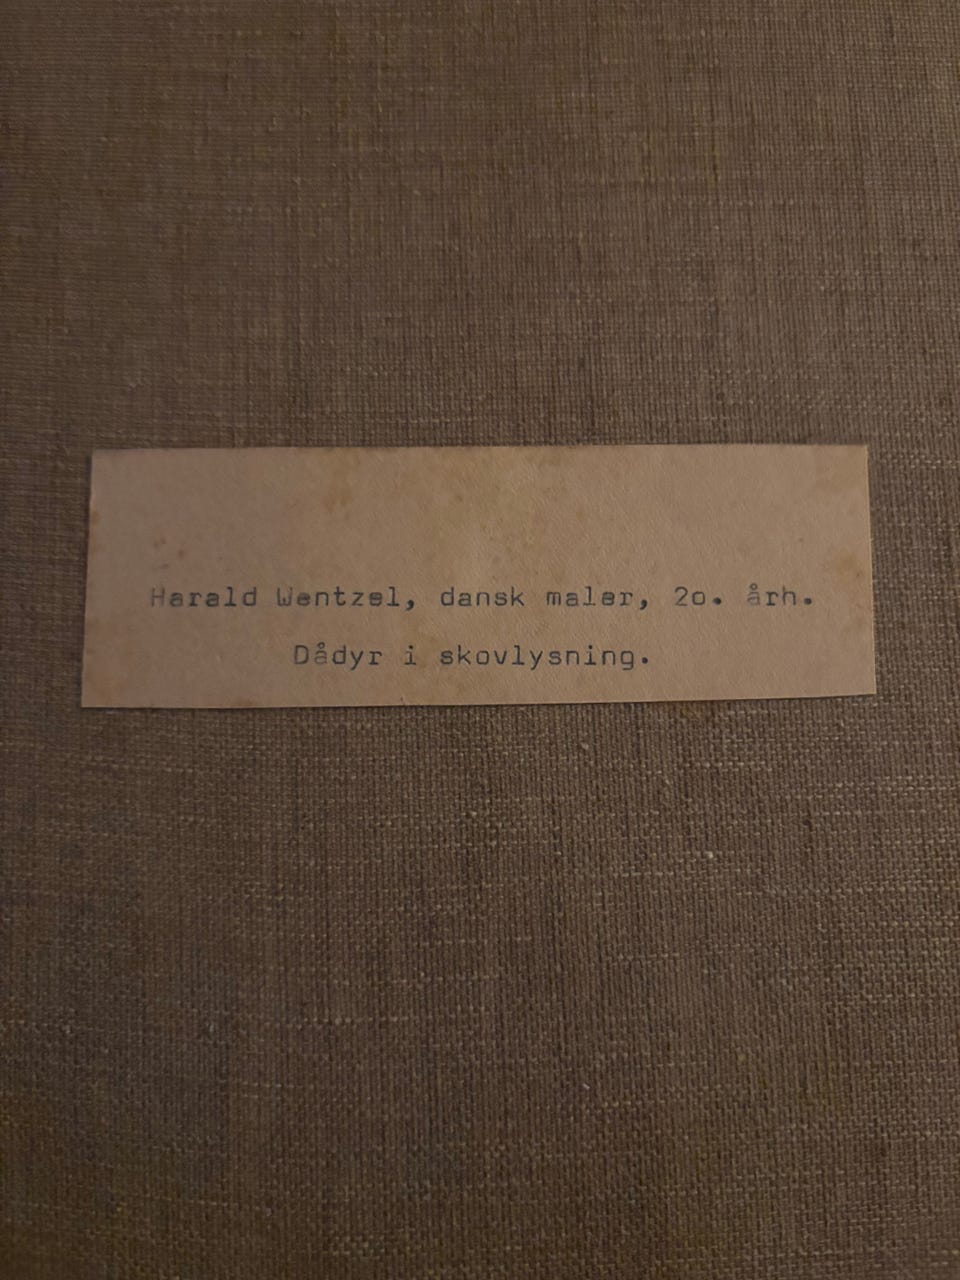 Harald Wentzel, dansk maler, 2o. årh.
Dådyr i skovlysning.